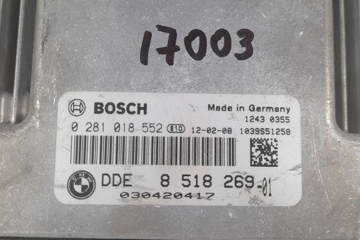 17003
BOSCH
Made in Germany
1243 0355
0 281 018 552 B10 12-02-08 1039S51258
DDE 8 518 269-01
030420417